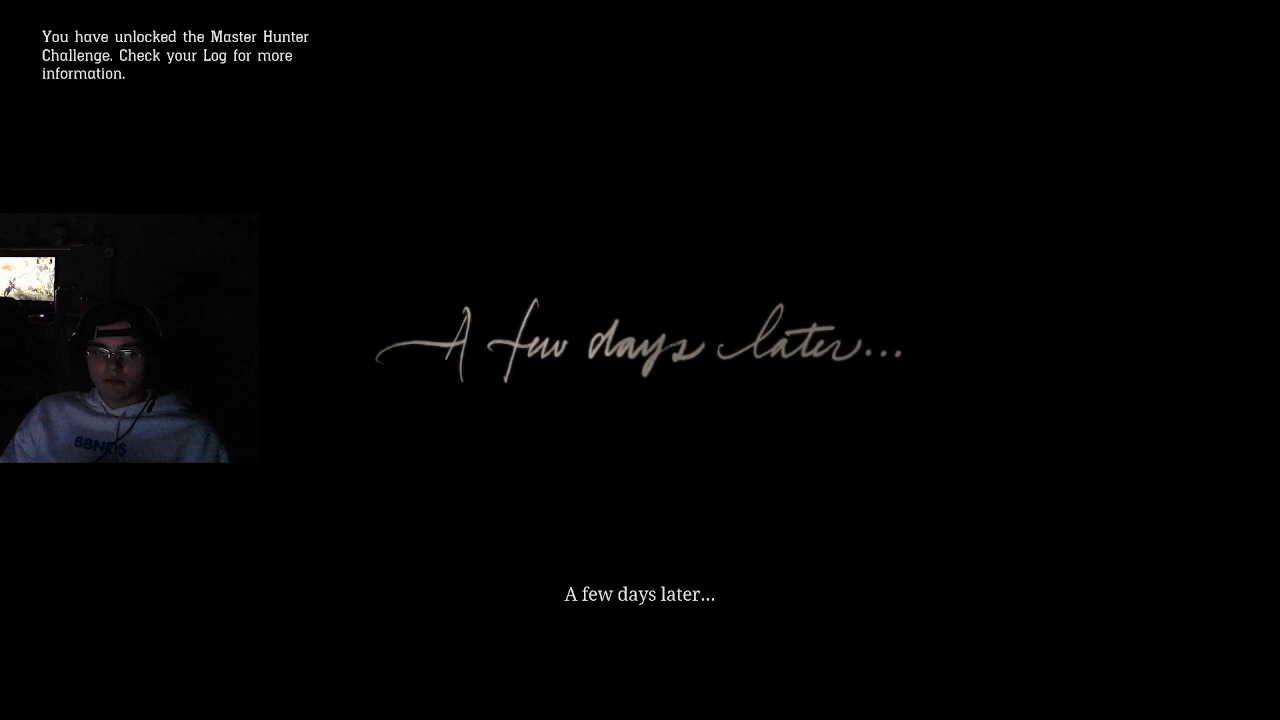 You have unlocked the Master Hunter
Challenge. Check your Log for more
information.
A few days later...
A few days later...